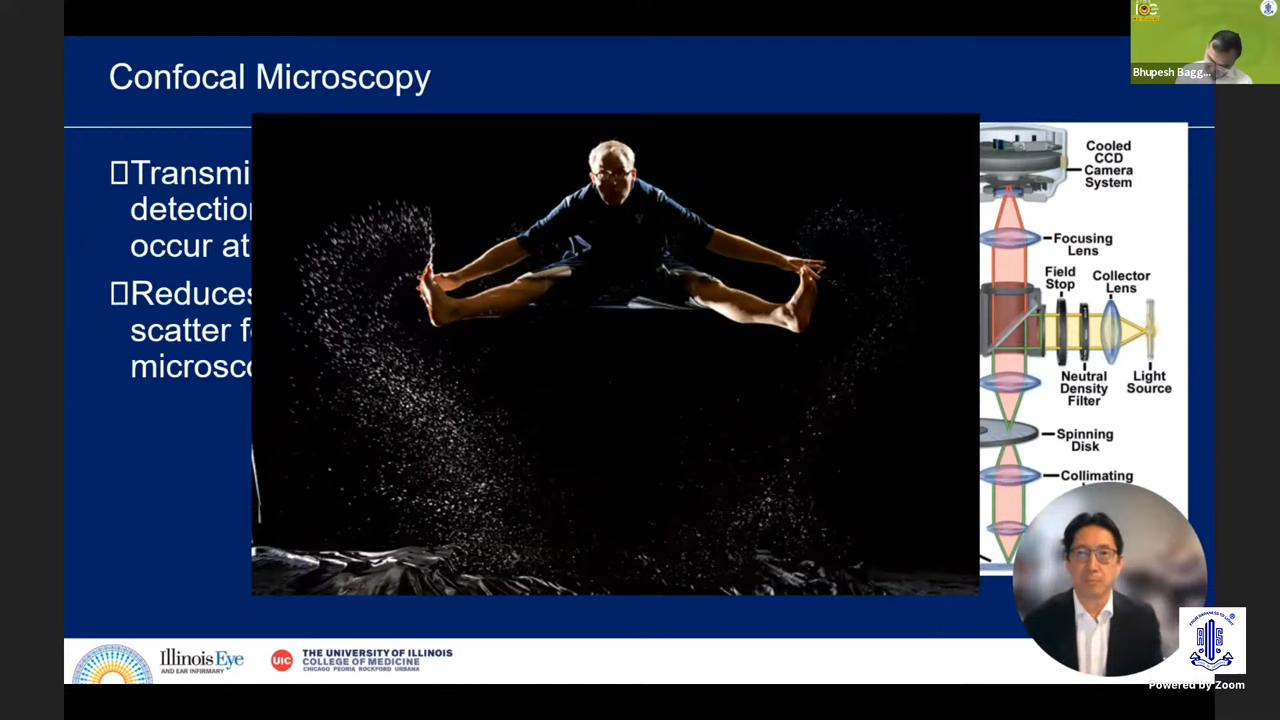 Bhupesh Bagg...
Confocal Microscopy
Transmi
detection
occur at
Reduces
scatter f
microsco
Cooled
CCD
Camera
System
Focusing
Lens
Field
Stop
Collector
Lens
Neutral
Density
Filter
Light
Source
Spinning
Disk
Collimating
Illinois Eye
AND EAR INFIRMARY
UIC
THE UNIVERSITY OF ILLINOIS
COLLEGE OF MEDICINE
CHICAGO PEORIA ROCKFORD URBANA
Powered by Zoom